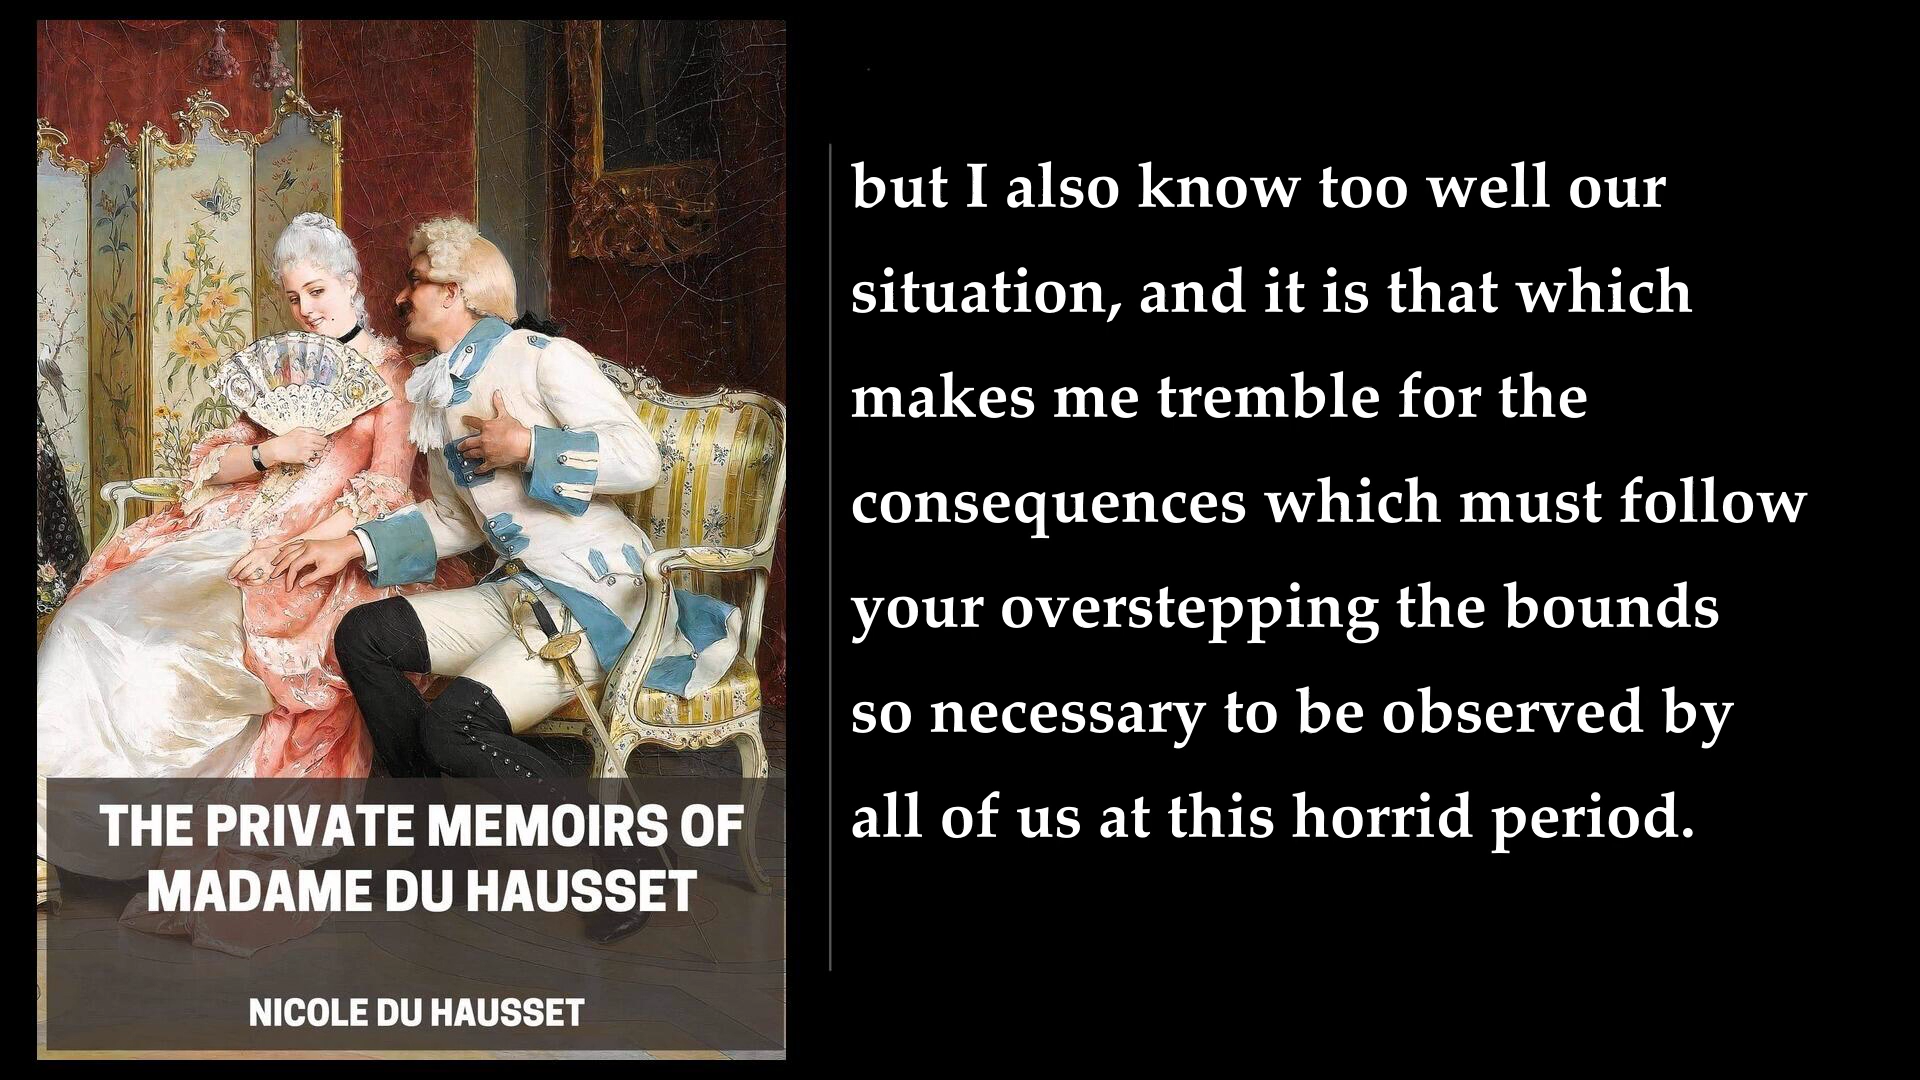 THE PRIVATE MEMOIRS OF
MADAME DU HAUSSET
NICOLE DU HAUSSET
but I also know too well our
situation, and it is that which
makes me tremble for the
consequences which must follow
your overstepping the bounds
so necessary to be observed by
all of us at this horrid period.